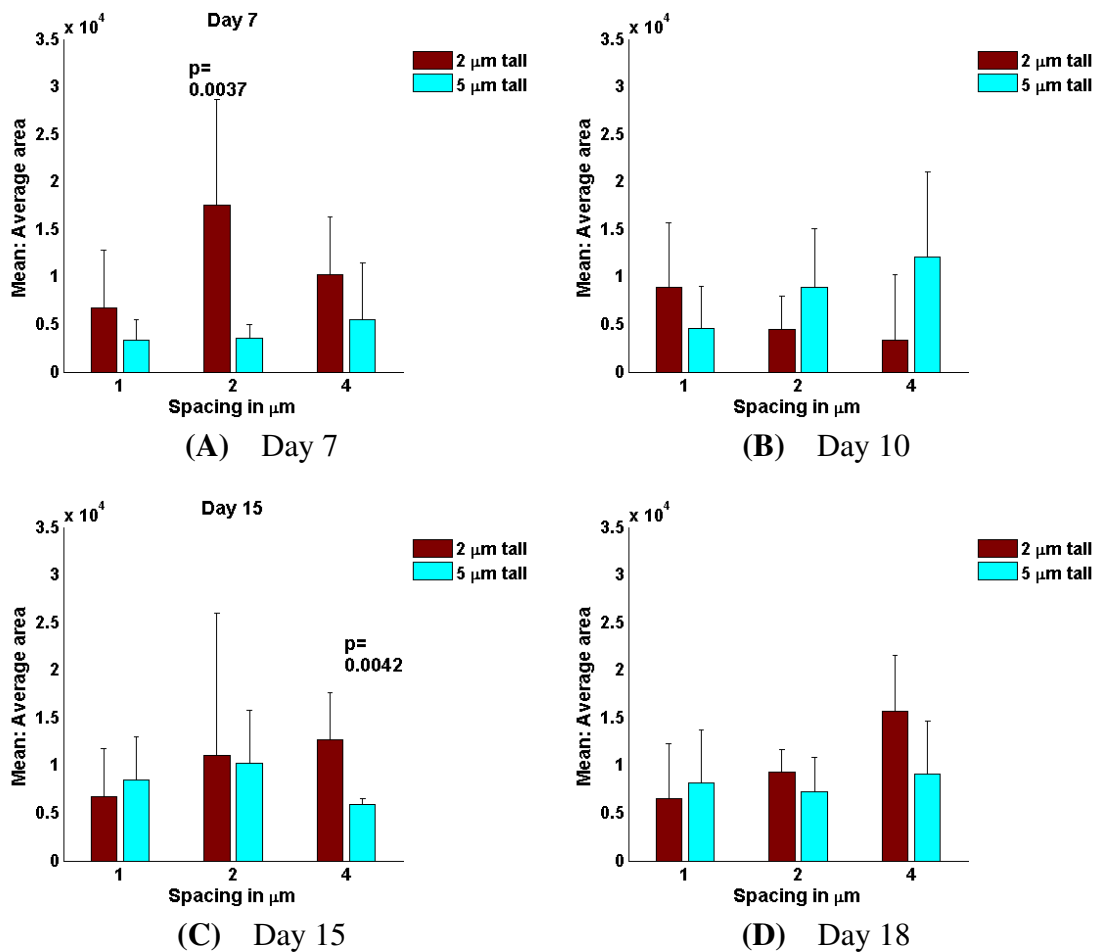 x 10⁴
Day 7
3.5
3
2.5
2
1.5
1
0.5
0
Mean: Average area
p=
0.0037
2 μm tall
5 μm tall
1 2 4
Spacing in μm
(A) Day 7
x 10⁴
3.5
3
2.5
2
1.5
1
0.5
0
Mean: Average area
2 μm tall
5 μm tall
1 2 4
Spacing in μm
(B) Day 10
x 10⁴
Day 15
3.5
3
2.5
2
1.5
1
0.5
0
Mean: Average area
p=
0.0042
2 μm tall
5 μm tall
1 2 4
Spacing in μm
(C) Day 15
x 10⁴
3.5
3
2.5
2
1.5
1
0.5
0
Mean: Average area
2 μm tall
5 μm tall
1 2 4
Spacing in μm
(D) Day 18